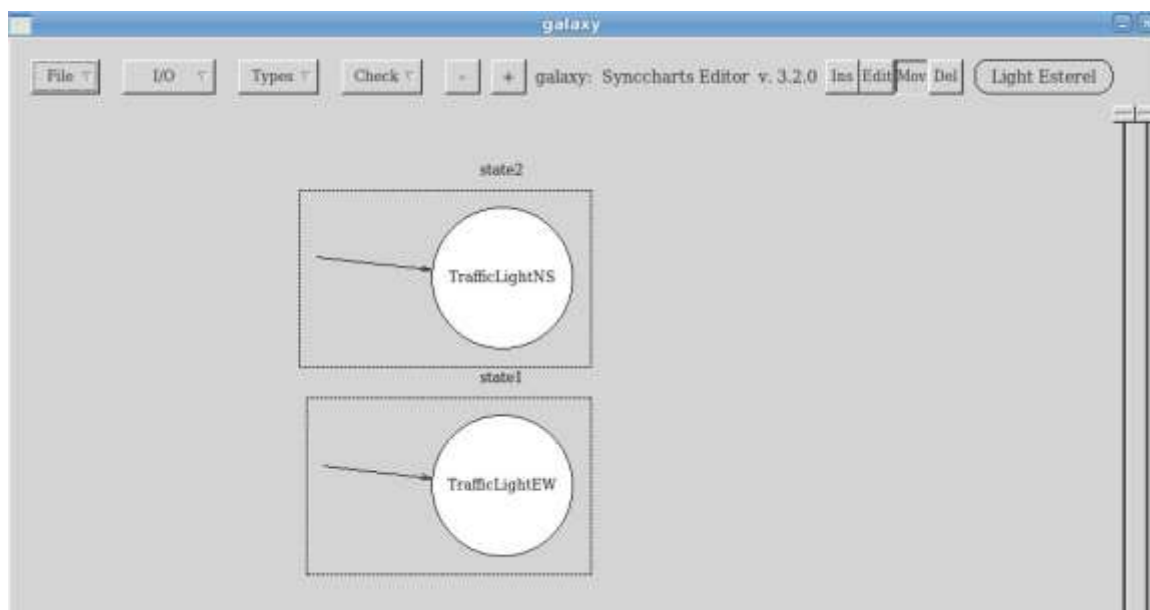 galaxy
File I/O Types Check - + galaxy: Synccharts Editor v. 3.2.0 Ins Edit Mov Del Light Esterel
state2
TrafficLightNS
state1
TrafficLightEW